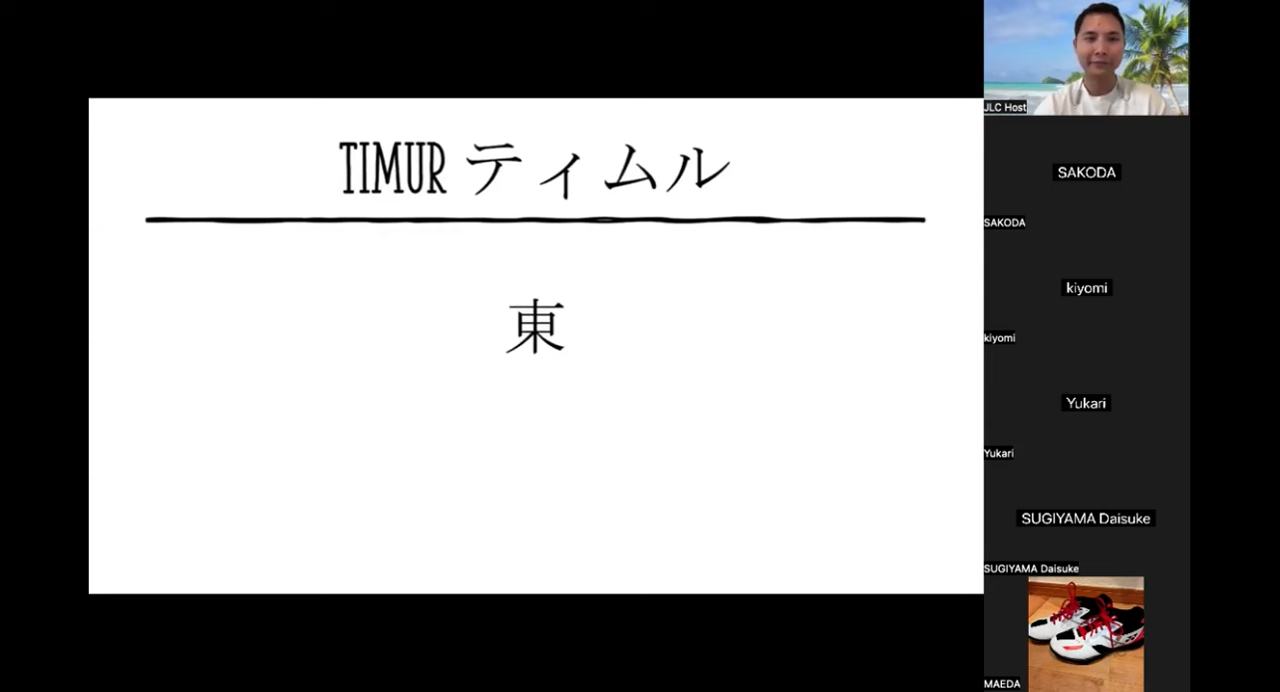 TIMUR ティムル
東
JLC Host
SAKODA
SAKODA
kiyomi
kiyomi
Yukari
Yukari
SUGIYAMA Daisuke
SUGIYAMA Daisuke
MAEDA